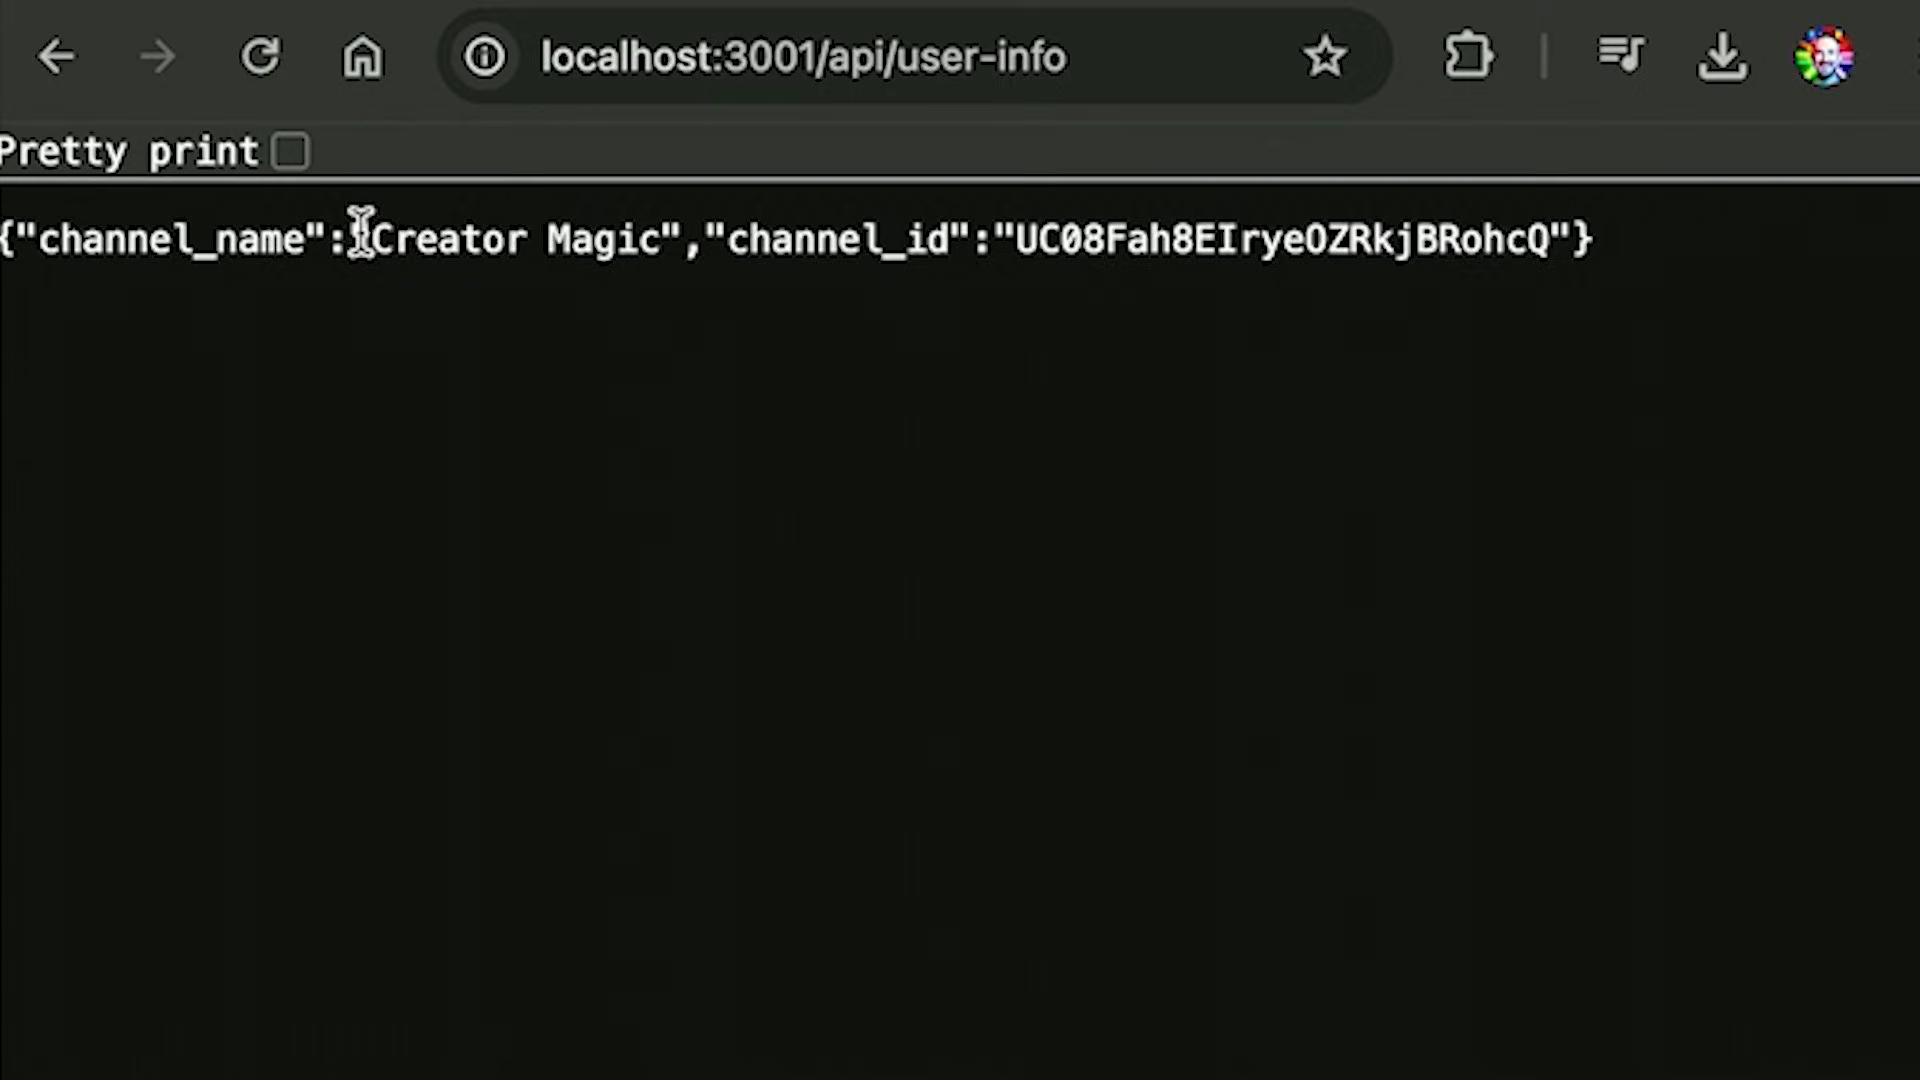 localhost:3001/api/user-info
Pretty print
{"channel_name":"Creator Magic","channel_id":"UC08Fah8EIryeOZRkjBRohcQ"}